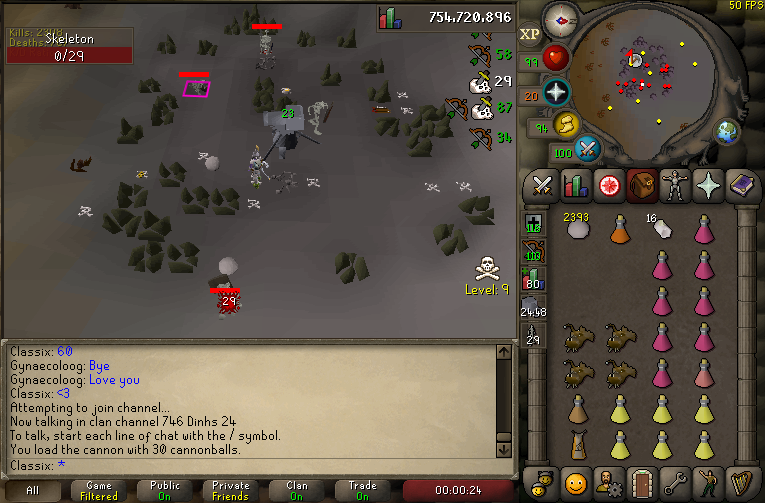 50 FPS
Skeleton
0/29
754,720,896
XP
58
29
99
87
20
34
94
100
23
29
Level: 9
2393
16
80
24:48
29
Classix: 60
Gynaecoloog: Bye
Gynaecoloog: Love you
Classix: <3
Attempting to join channel...
Now talking in clan channel 746 Dinhs 24
To talk, start each line of chat with the / symbol.
You load the cannon with 30 cannonballs.
Classix: *
All
Game
Filtered
Public
On
Private
Friends
Clan
On
Trade
On
00:00:24